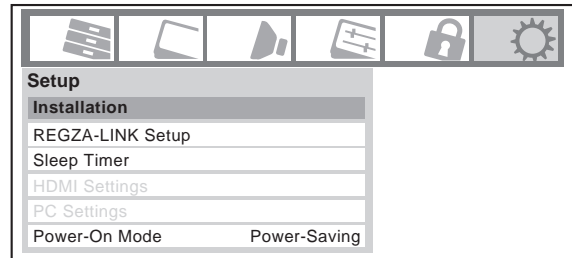 Setup
Installation
REGZA-LINK Setup
Sleep Timer
HDMI Settings
PC Settings
Power-On Mode Power-Saving